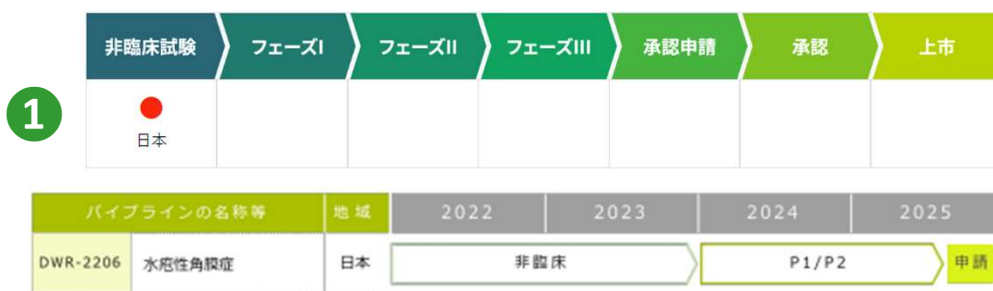 非臨床試験 フェーズI フェーズII フェーズIII 承認申請 承認 上市
1
日本
パイプラインの名称等 地域 2022 2023 2024 2025
DWR-2206 水疱性角膜症 日本 非臨床 P1/P2 申請